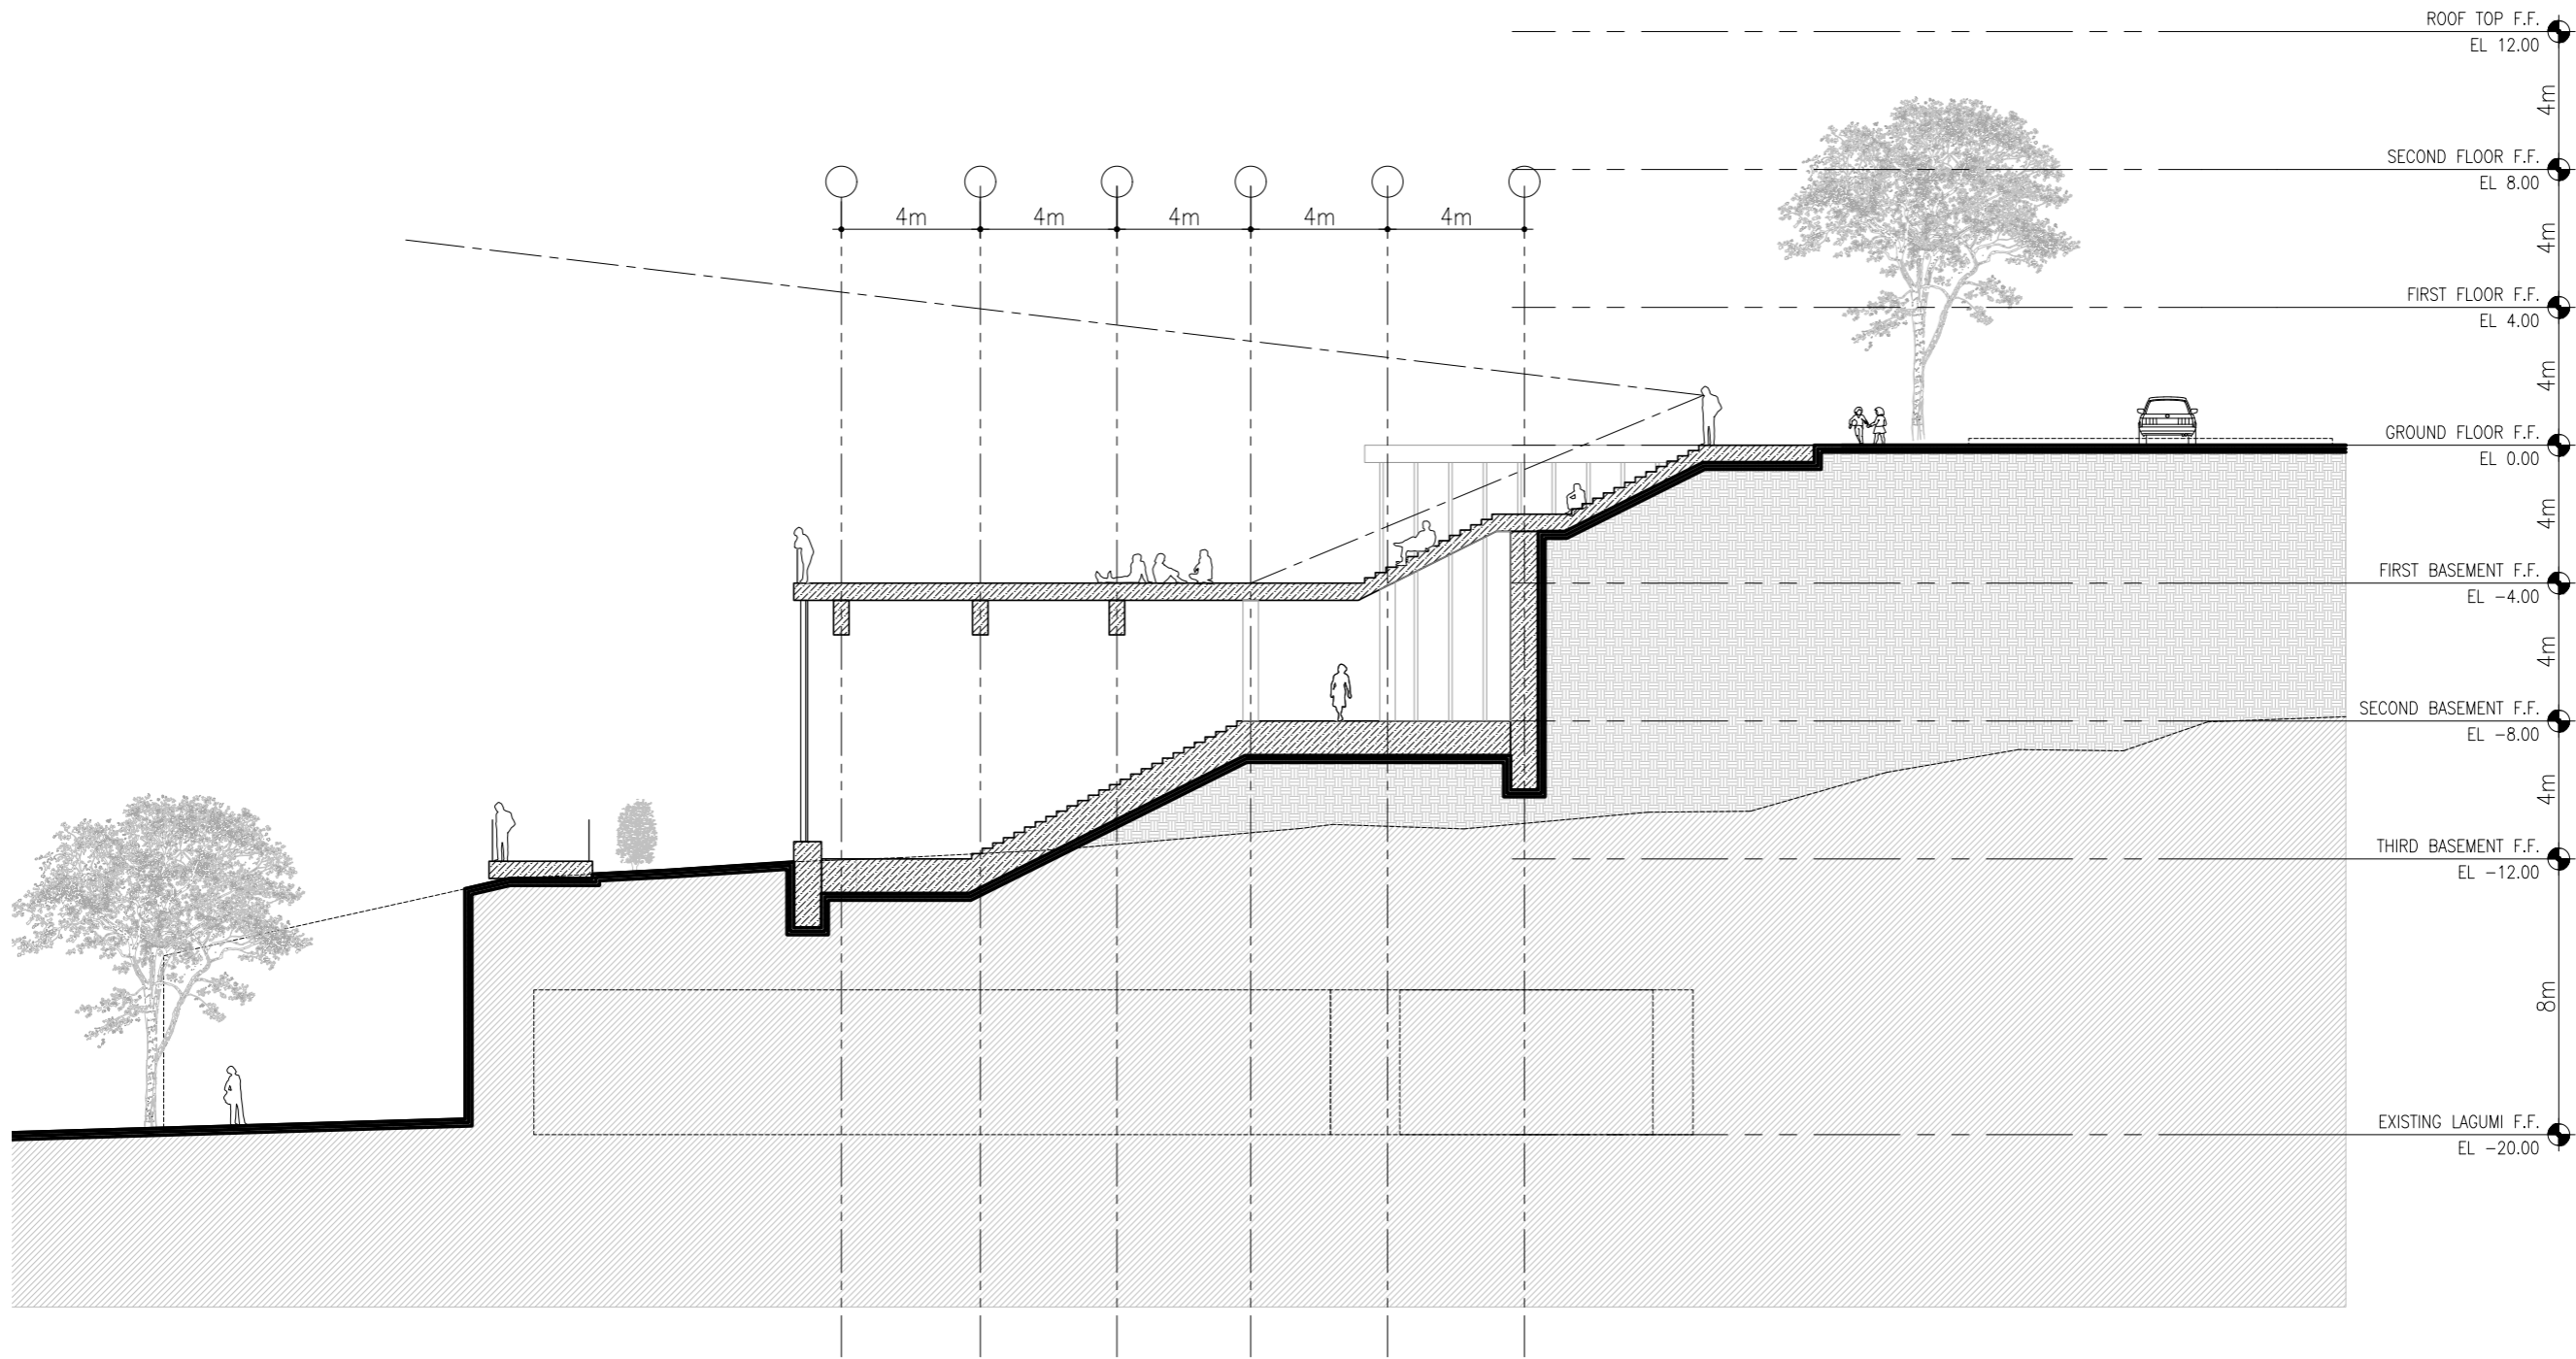 ROOF TOP F.F.
EL 12.00
4m
SECOND FLOOR F.F.
EL 8.00
4m 4m 4m 4m 4m
4m
FIRST FLOOR F.F.
EL 4.00
4m
GROUND FLOOR F.F.
EL 0.00
4m
FIRST BASEMENT F.F.
EL -4.00
4m
SECOND BASEMENT F.F.
EL -8.00
4m
THIRD BASEMENT F.F.
EL -12.00
8m
EXISTING LAGUMI F.F.
EL -20.00